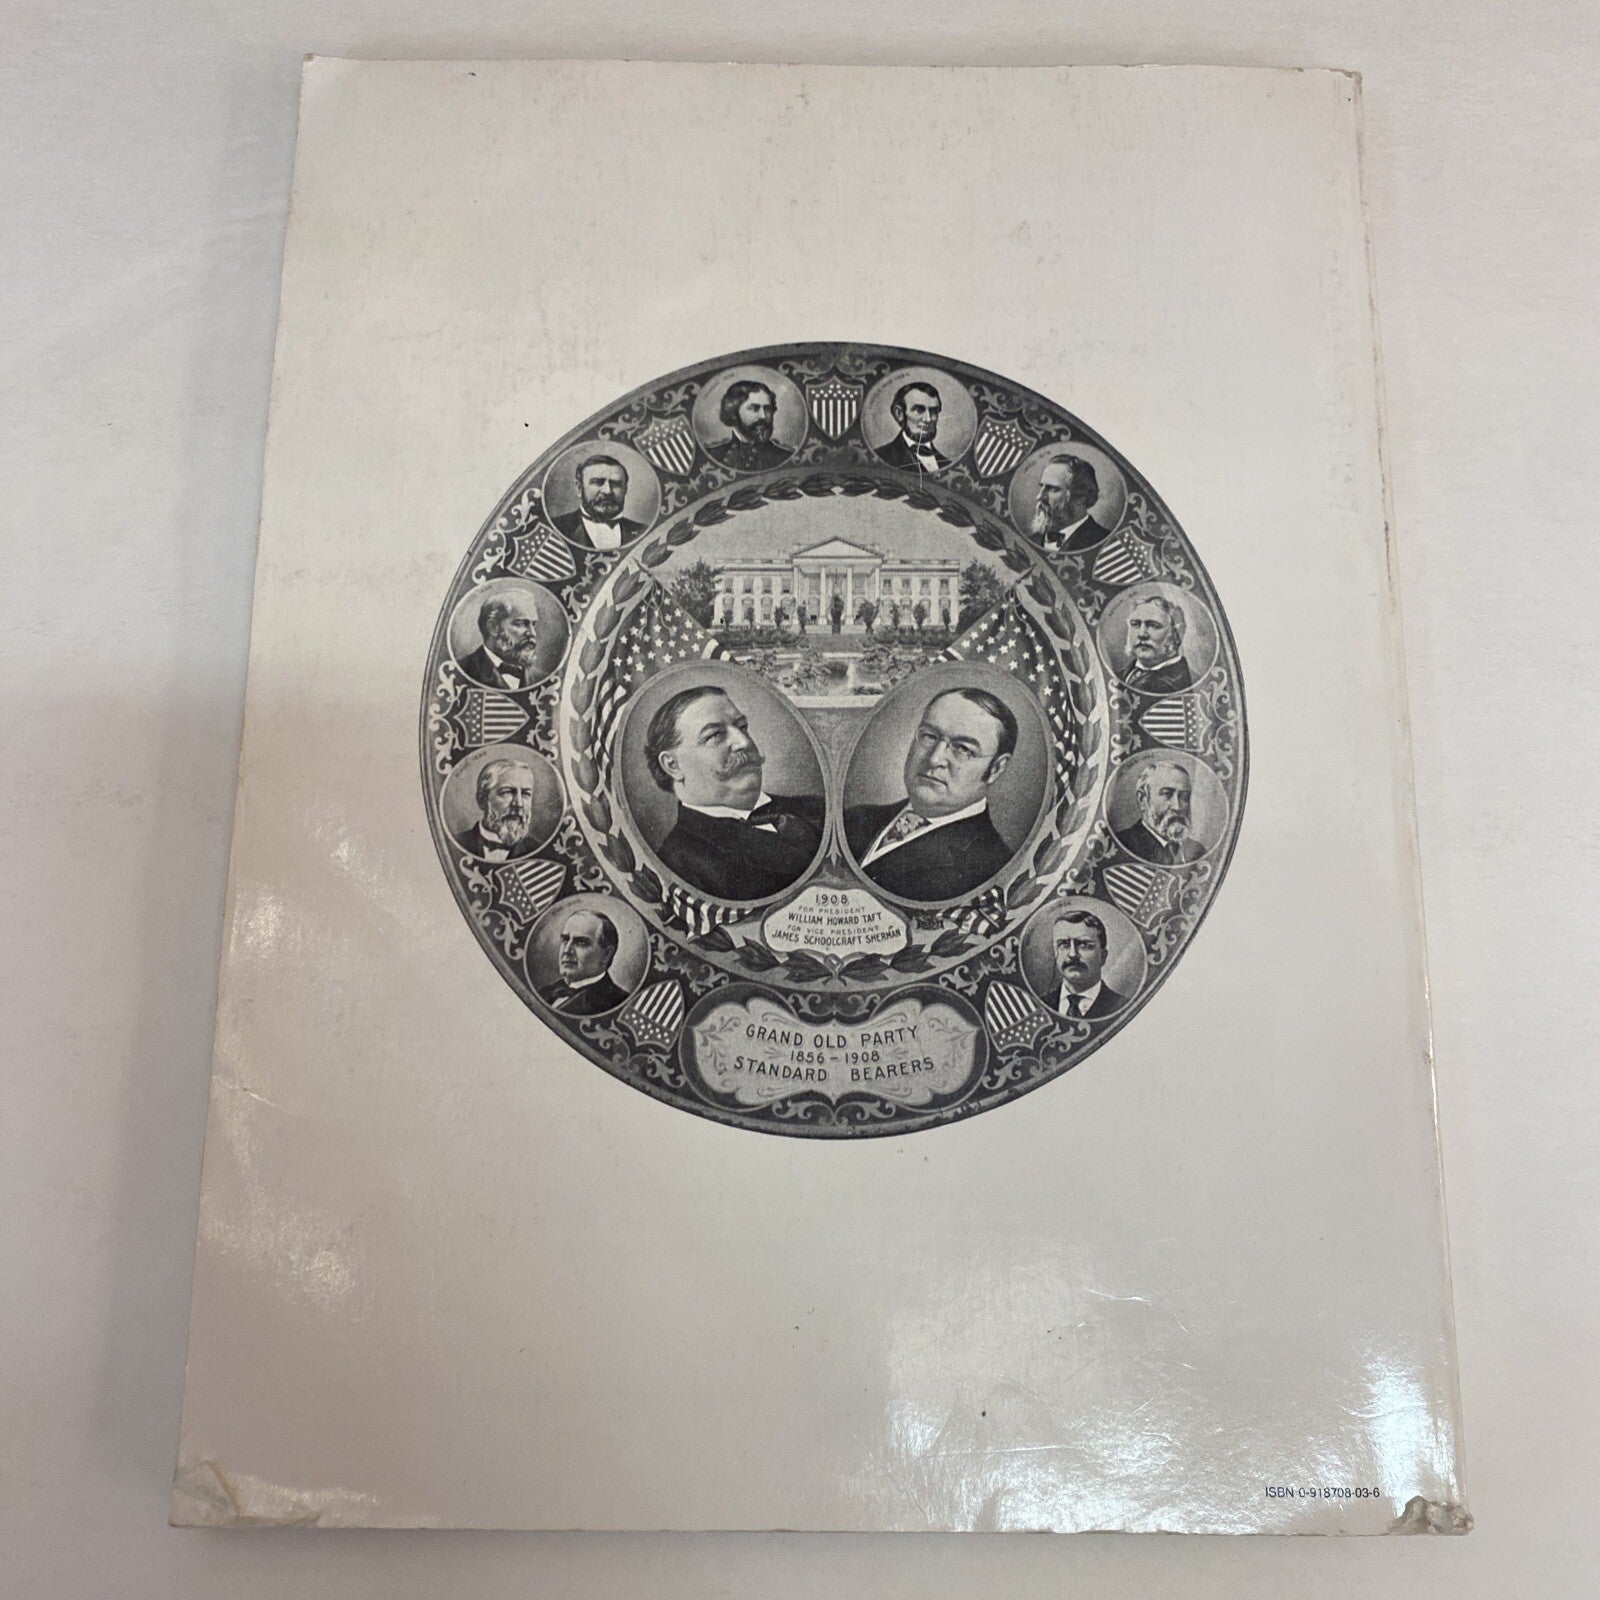 1908
FOR PRESIDENT
WILLIAM HOWARD TAFT
FOR VICE PRESIDENT
JAMES SCHOOLCRAFT SHERMAN
GRAND OLD PARTY
1856-1908
STANDARD BEARERS
ISBN 0-918708-03-6